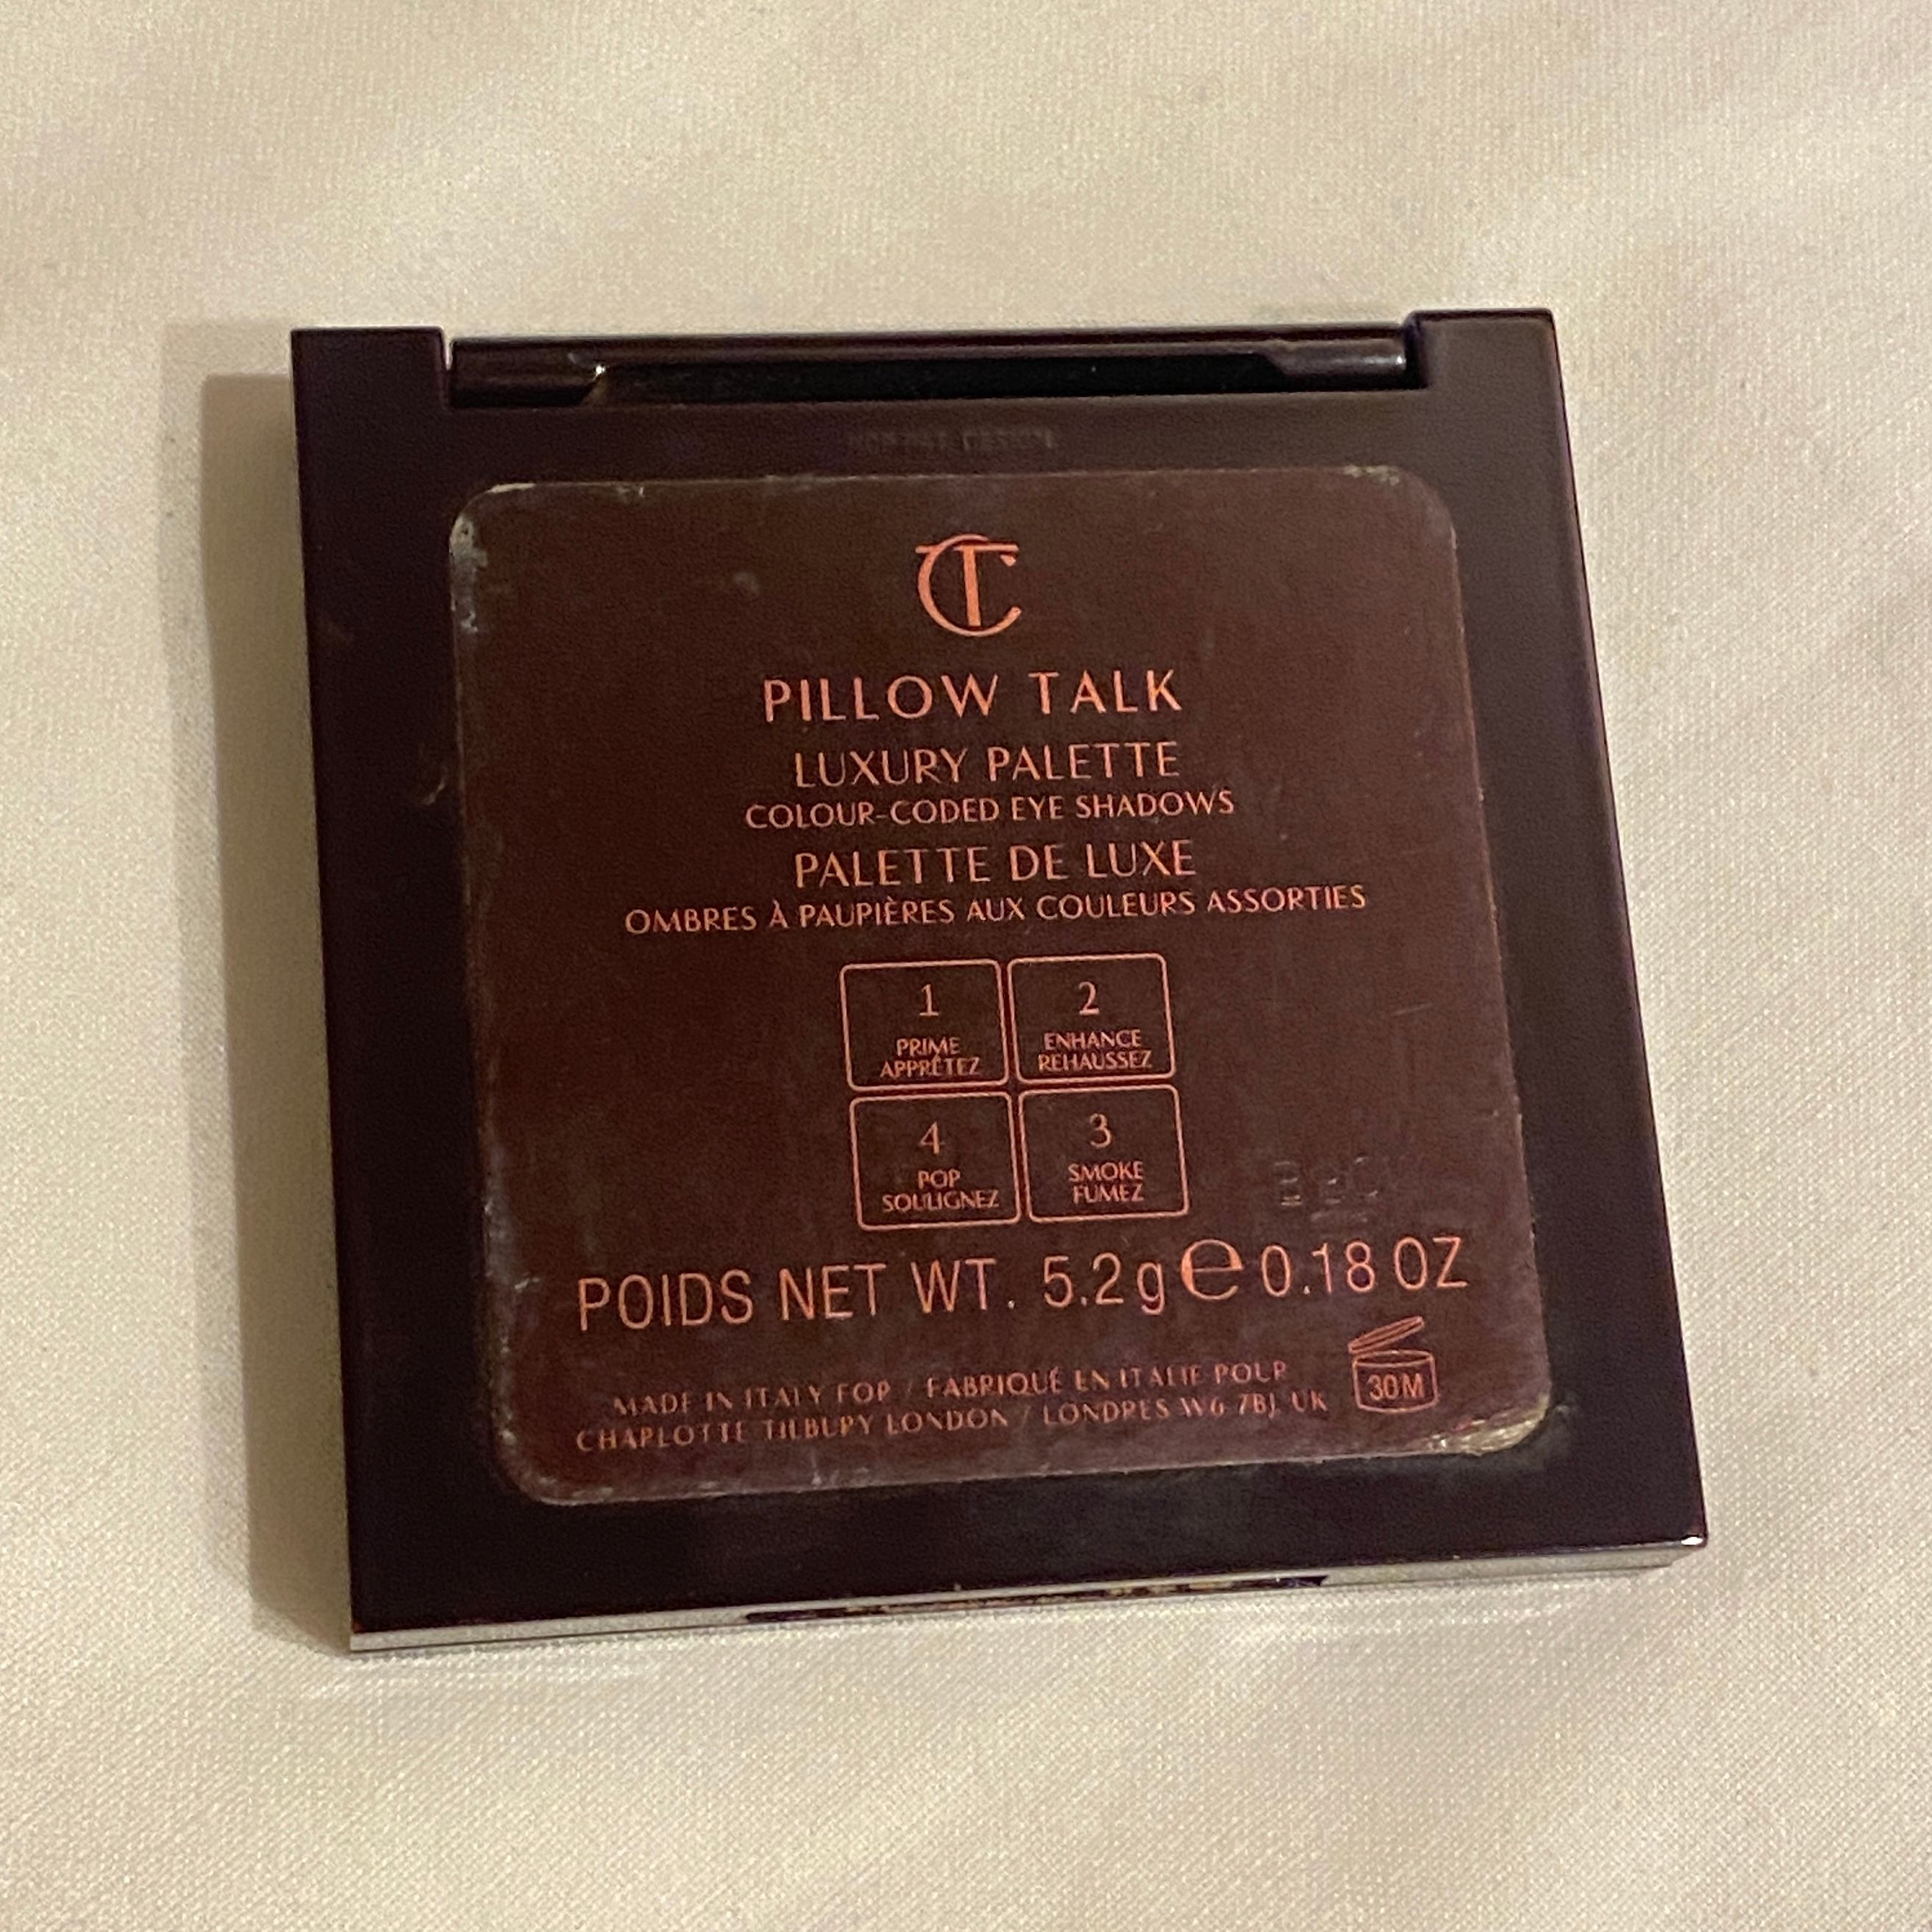 CT
PILLOW TALK
LUXURY PALETTE
COLOUR-CODED EYE SHADOWS
PALETTE DE LUXE
OMBRES À PAUPIÈRES AUX COULEURS ASSORTIES
1
PRIME
APPRÊTEZ
2
ENHANCE
REHAUSSEZ
4
POP
SOULIGNEZ
3
SMOKE
FUMEZ
POIDS NET WT. 5.2g e 0.18 OZ
MADE IN ITALY FOR / FABRIQUÉ EN ITALIE POUR
CHARLOTTE TILBURY LONDON / LONDRES W6 7BJ, UK
30M